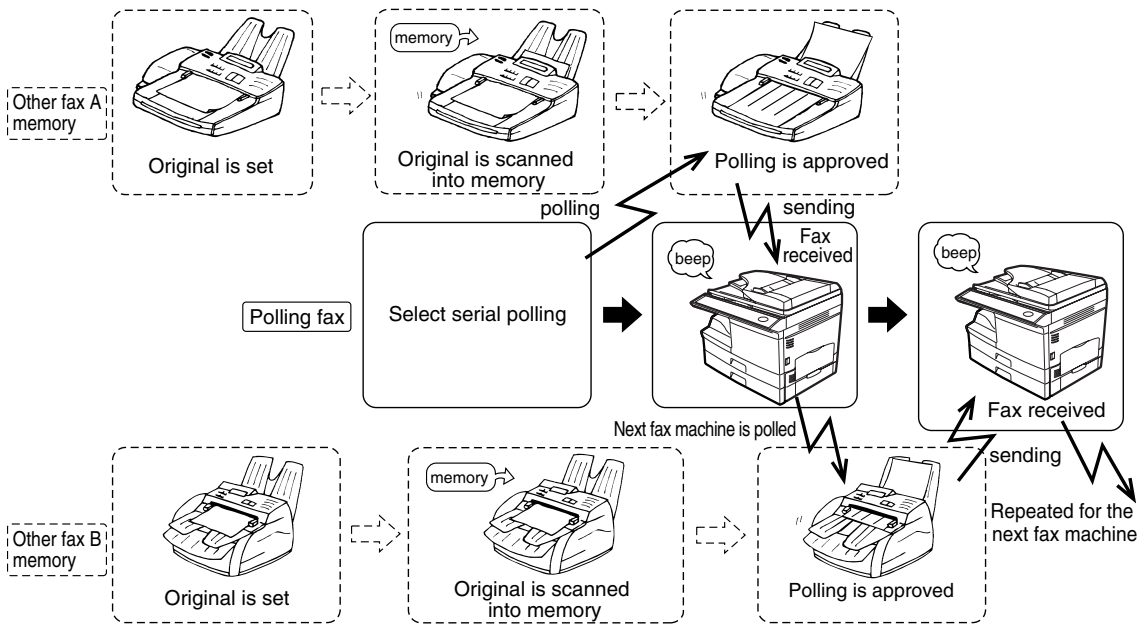 memory
Other fax A
memory
Original is set
Original is scanned
into memory
Polling is approved
polling
sending
Fax
received
beep
beep
Polling fax
Select serial polling
Fax received
Next fax machine is polled
sending
memory
Repeated for the
next fax machine
Other fax B
memory
Original is set
Original is scanned
into memory
Polling is approved